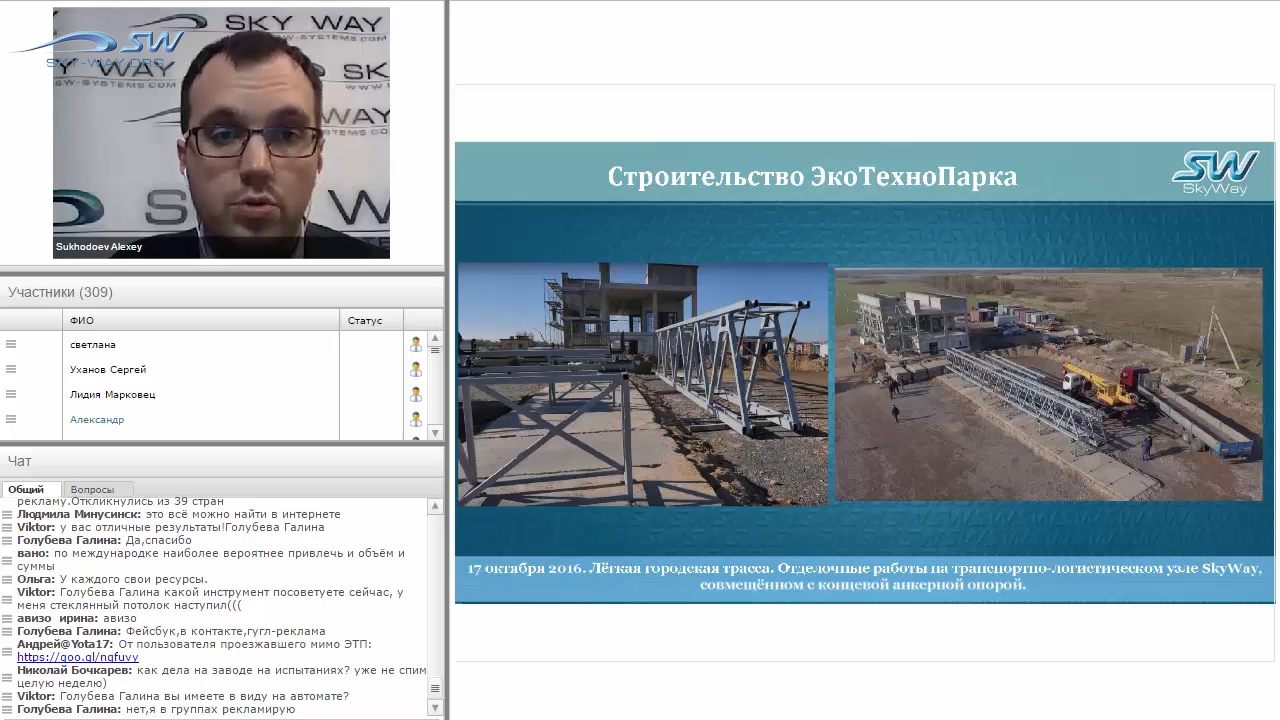 SKY WAY
SW
SKY-WAY.ORG
Sukhodoev Alexey
Участники (309)
ФИО
Статус
светлана
Уханов Сергей
Лидия Марковец
Александр
Чат
Общий
Вопросы
рекламу.Откликнулись из 39 стран
Людмила Минусинск: это всё можно найти в интернете
Viktor: у вас отличные результаты!Голубева Галина
Голубева Галина: Да,спасибо
вано: по международке наиболее вероятнее привлечь и объём и
суммы
Ольга: У каждого свои ресурсы.
Viktor: Голубева Галина какой инструмент посоветуете сейчас, у
меня стеклянный потолок наступил(((
авизо ирина: авизо
Голубева Галина: Фейсбук,в контакте,гугл-реклама
Андрей@Yota17: От пользователя проезжавшего мимо ЭТП:
https://goo.gl/nqfuvv
Николай Бочкарев: как дела на заводе на испытаниях? уже не спим
целую неделю)
Viktor: Голубева Галина вы имеете в виду на автомате?
Голубева Галина: нет,я в группах рекламирую
Строительство ЭкоТехноПарка
SW
SkyWay
17 октября 2016. Лёгкая городская трасса. Отделочные работы на транспортно-логистическом узле SkyWay,
совмещённом с концевой анкерной опорой.